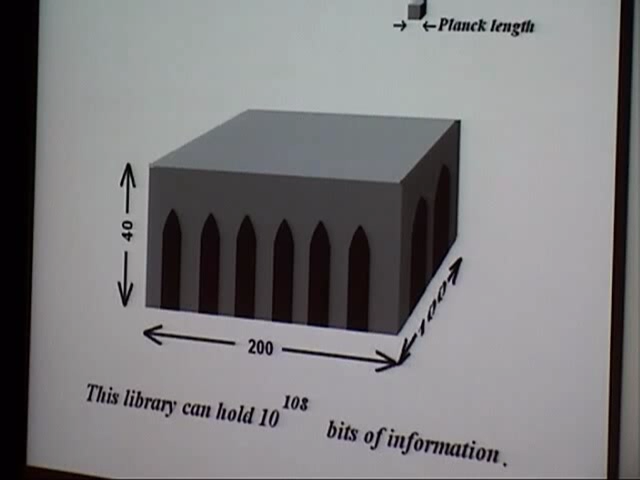 Planck length
40
200
100
This library can hold 10
108
bits of information.